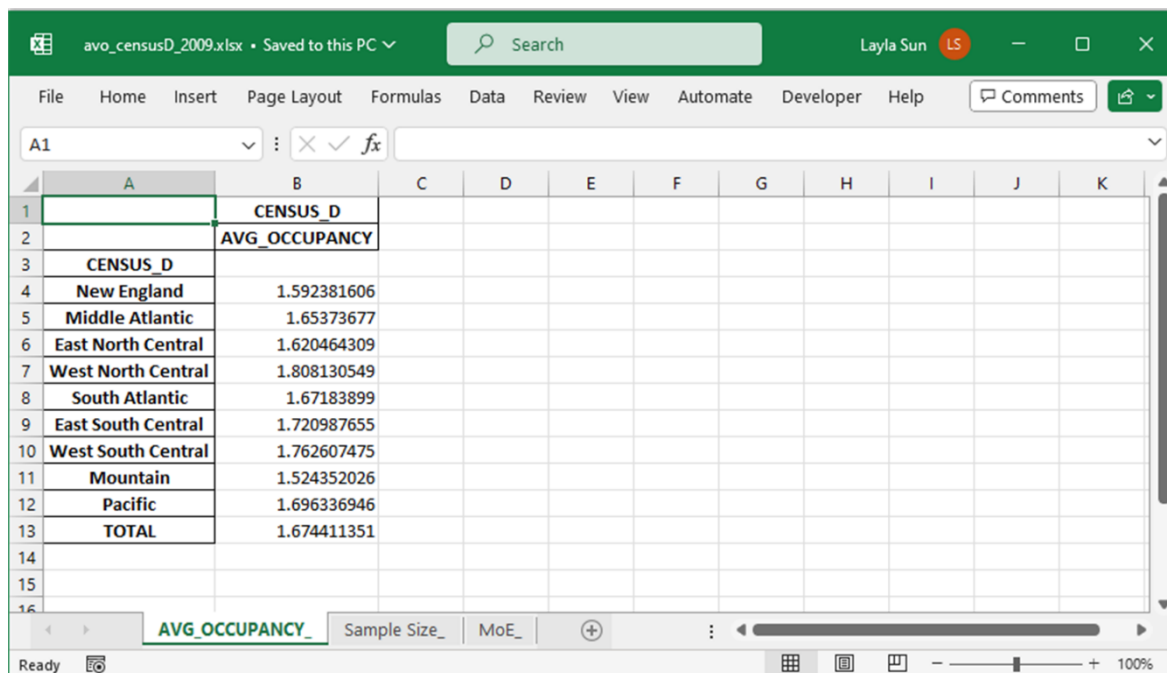 avo_censusD_2009.xlsx • Saved to this PC Search Layla Sun LS
File Home Insert Page Layout Formulas Data Review View Automate Developer Help Comments
A1 fx
A B C D E F G H I J K
1 CENSUS_D
2 AVG_OCCUPANCY
3 CENSUS_D
4 New England 1.592381606
5 Middle Atlantic 1.65373677
6 East North Central 1.620464309
7 West North Central 1.808130549
8 South Atlantic 1.67183899
9 East South Central 1.720987655
10 West South Central 1.762607475
11 Mountain 1.524352026
12 Pacific 1.696336946
13 TOTAL 1.674411351
14
15
16
AVG_OCCUPANCY_ Sample Size_ MoE_
Ready 100%